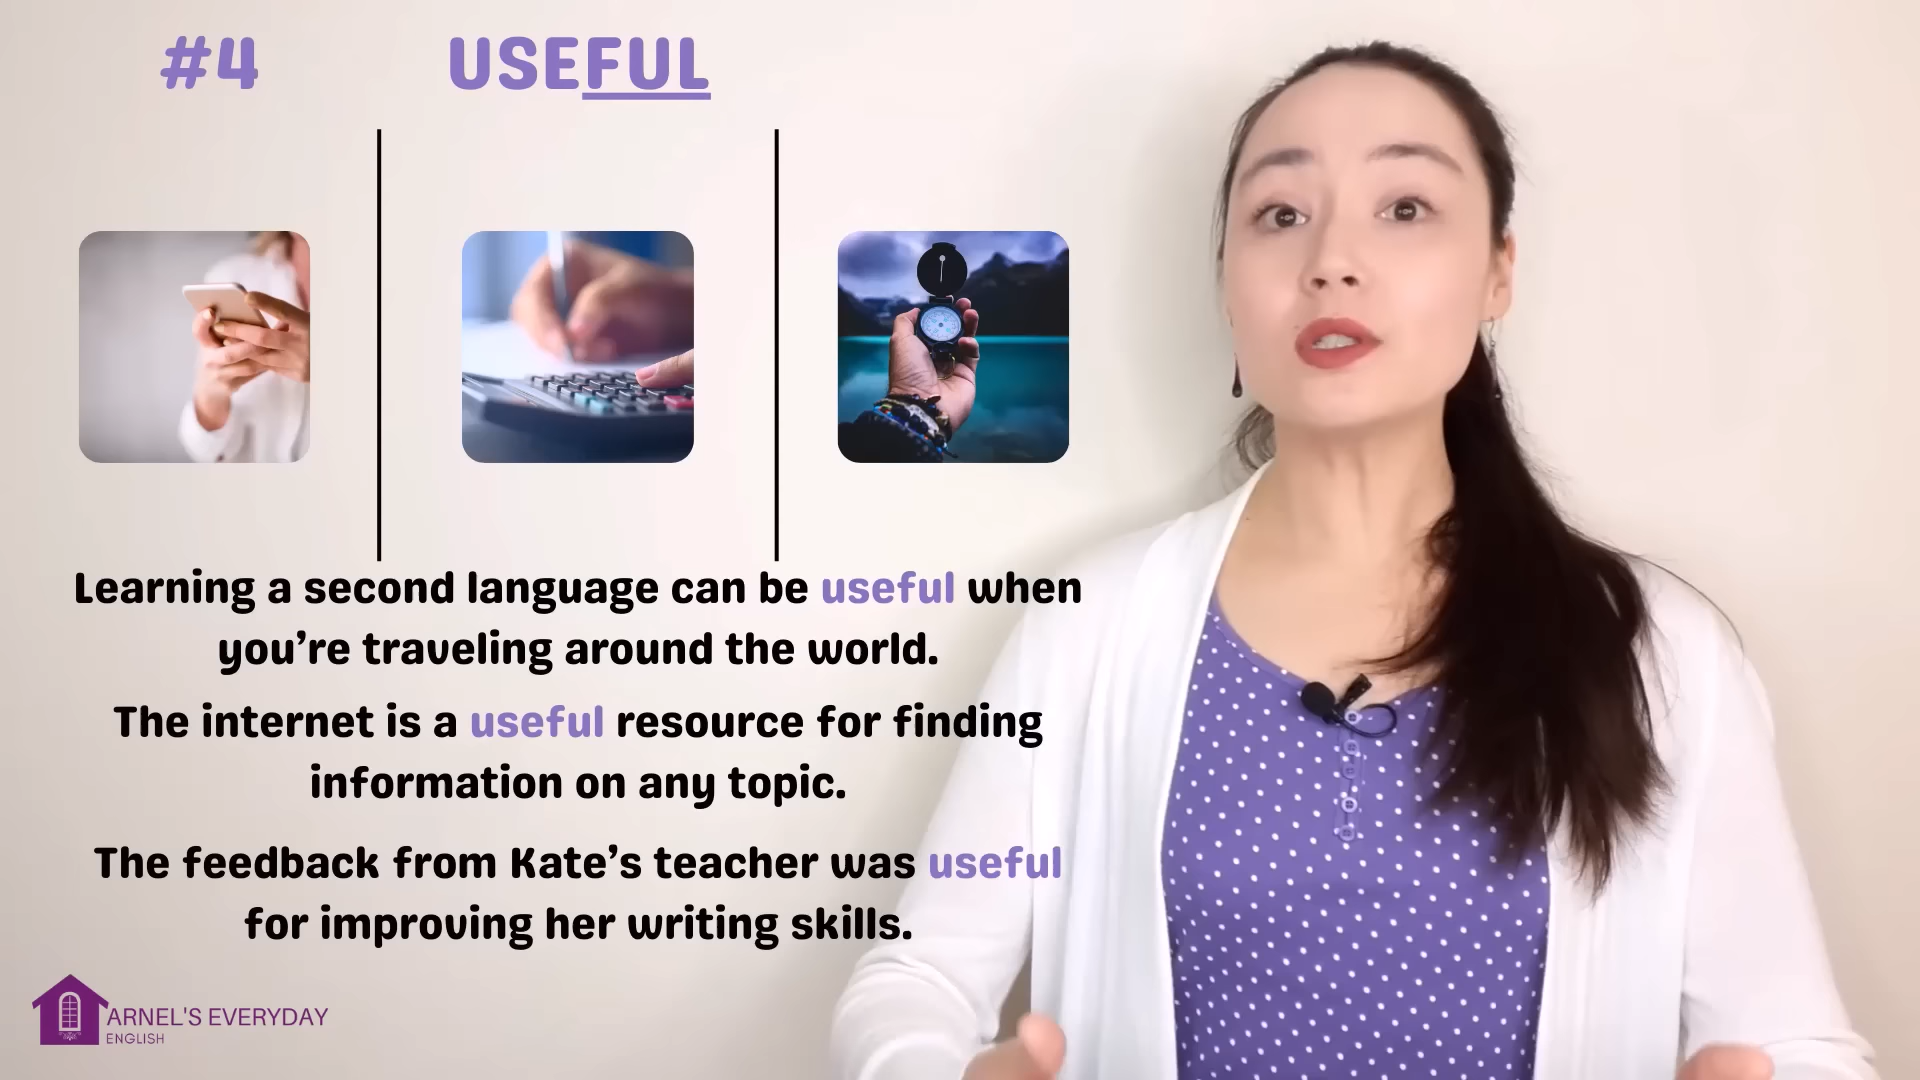 #4 USEFUL
Learning a second language can be useful when
you’re traveling around the world.
The internet is a useful resource for finding
information on any topic.
The feedback from Kate’s teacher was useful
for improving her writing skills.
ARNEL'S EVERYDAY
ENGLISH